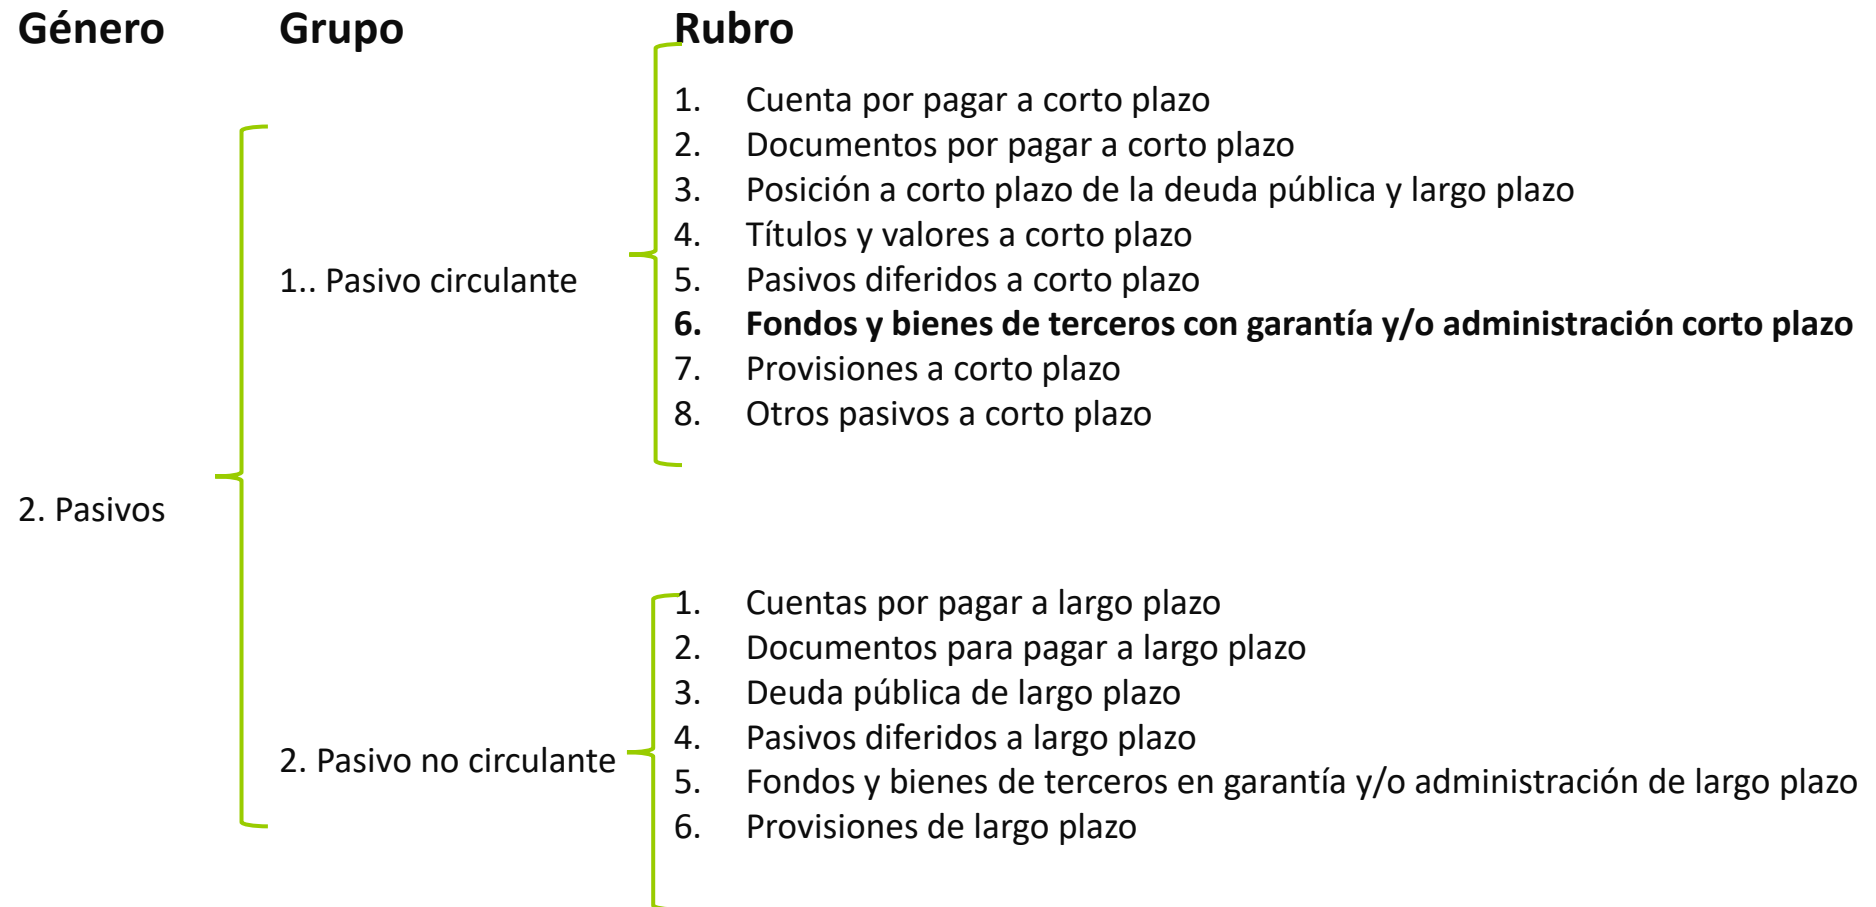 Género Grupo Rubro
1. Cuenta por pagar a corto plazo
2. Documentos por pagar a corto plazo
3. Posición a corto plazo de la deuda pública y largo plazo
4. Títulos y valores a corto plazo
1.. Pasivo circulante
5. Pasivos diferidos a corto plazo
6. Fondos y bienes de terceros con garantía y/o administración corto plazo
7. Provisiones a corto plazo
8. Otros pasivos a corto plazo
2. Pasivos
1. Cuentas por pagar a largo plazo
2. Documentos para pagar a largo plazo
3. Deuda pública de largo plazo
4. Pasivos diferidos a largo plazo
2. Pasivo no circulante
5. Fondos y bienes de terceros en garantía y/o administración de largo plazo
6. Provisiones de largo plazo